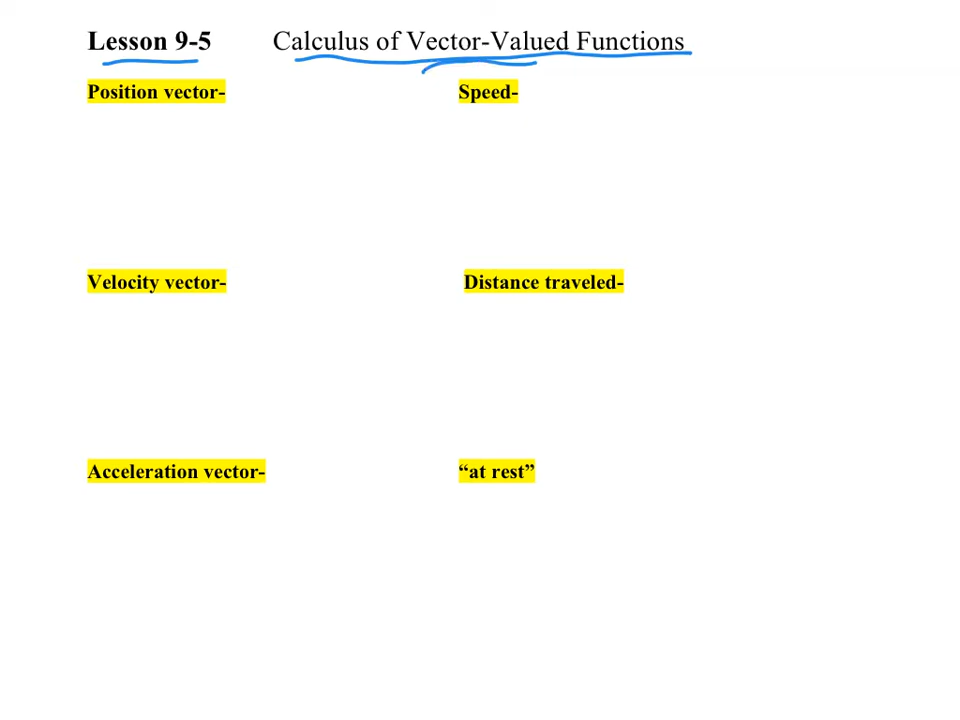 Lesson 9-5 Calculus of Vector-Valued Functions
Position vector- Speed-
Velocity vector- Distance traveled-
Acceleration vector- “at rest”